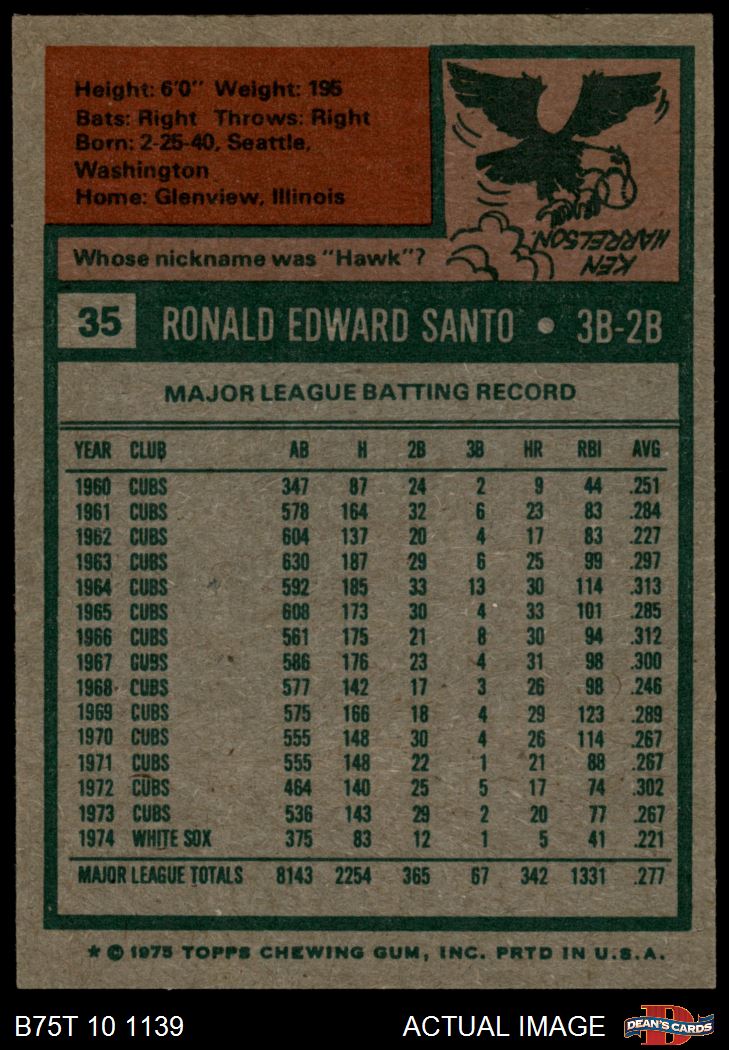 Height: 6'0" Weight: 195
Bats: Right Throws: Right
Born: 2-25-40, Seattle,
Washington
Home: Glenview, Illinois
Whose nickname was "Hawk"?
KEN
HARRELSON.
35 RONALD EDWARD SANTO • 3B-2B
MAJOR LEAGUE BATTING RECORD
YEAR CLUB AB H 2B 3B HR RBI AVG
1960 CUBS 347 87 24 2 9 44 .251
1961 CUBS 578 164 32 6 23 83 .284
1962 CUBS 604 137 20 4 17 83 .227
1963 CUBS 630 187 29 6 25 99 .297
1964 CUBS 592 185 33 13 30 114 .313
1965 CUBS 608 173 30 4 33 101 .285
1966 CUBS 561 175 21 8 30 94 .312
1967 CUBS 586 176 23 4 31 98 .300
1968 CUBS 577 142 17 3 26 98 .246
1969 CUBS 575 166 18 4 29 123 .289
1970 CUBS 555 148 30 4 26 114 .267
1971 CUBS 555 148 22 1 21 88 .267
1972 CUBS 464 140 25 5 17 74 .302
1973 CUBS 536 143 29 2 20 77 .267
1974 WHITE SOX 375 83 12 1 5 41 .221
MAJOR LEAGUE TOTALS 8143 2254 365 67 342 1331 .277
* © 1975 TOPPS CHEWING GUM, INC. PRTD IN U.S.A.
B75T 10 1139 ACTUAL IMAGE
DEAN'S CARDS